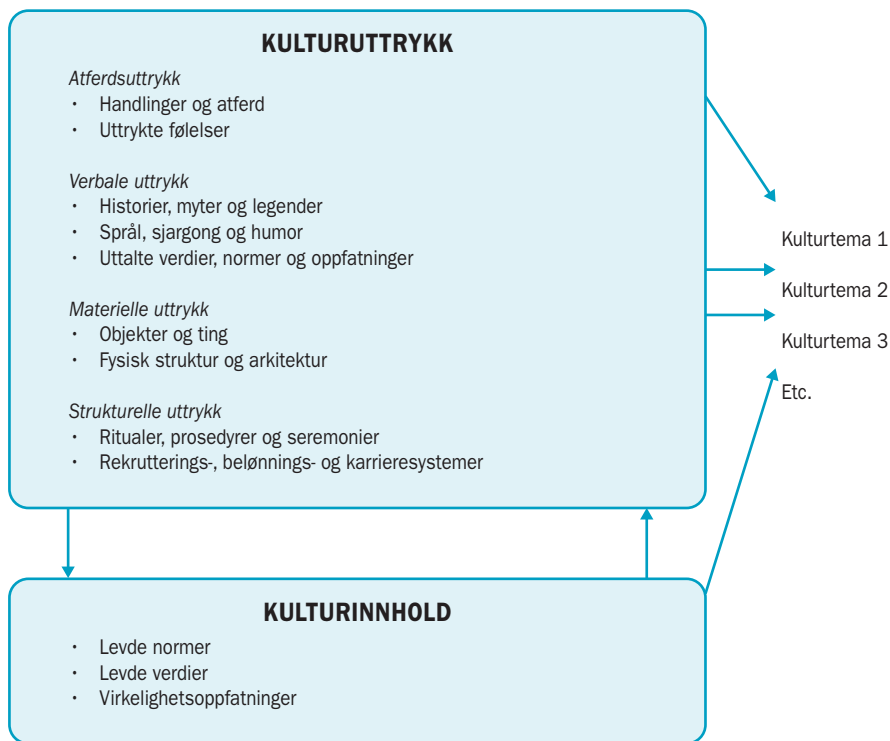 KULTURUTTRYKK
Atferdsuttrykk
· Handlinger og atferd
· Uttrykte følelser
Verbale uttrykk
· Historier, myter og legender
· Språl, sjargong og humor
· Uttalte verdier, normer og oppfatninger
Materielle uttrykk
· Objekter og ting
· Fysisk struktur og arkitektur
Strukturelle uttrykk
· Ritualer, prosedyrer og seremonier
· Rekrutterings-, belønnings- og karrieresystemer
Kulturtema 1
Kulturtema 2
Kulturtema 3
Etc.
KULTURINNHOLD
· Levde normer
· Levde verdier
· Virkelighetsoppfatninger